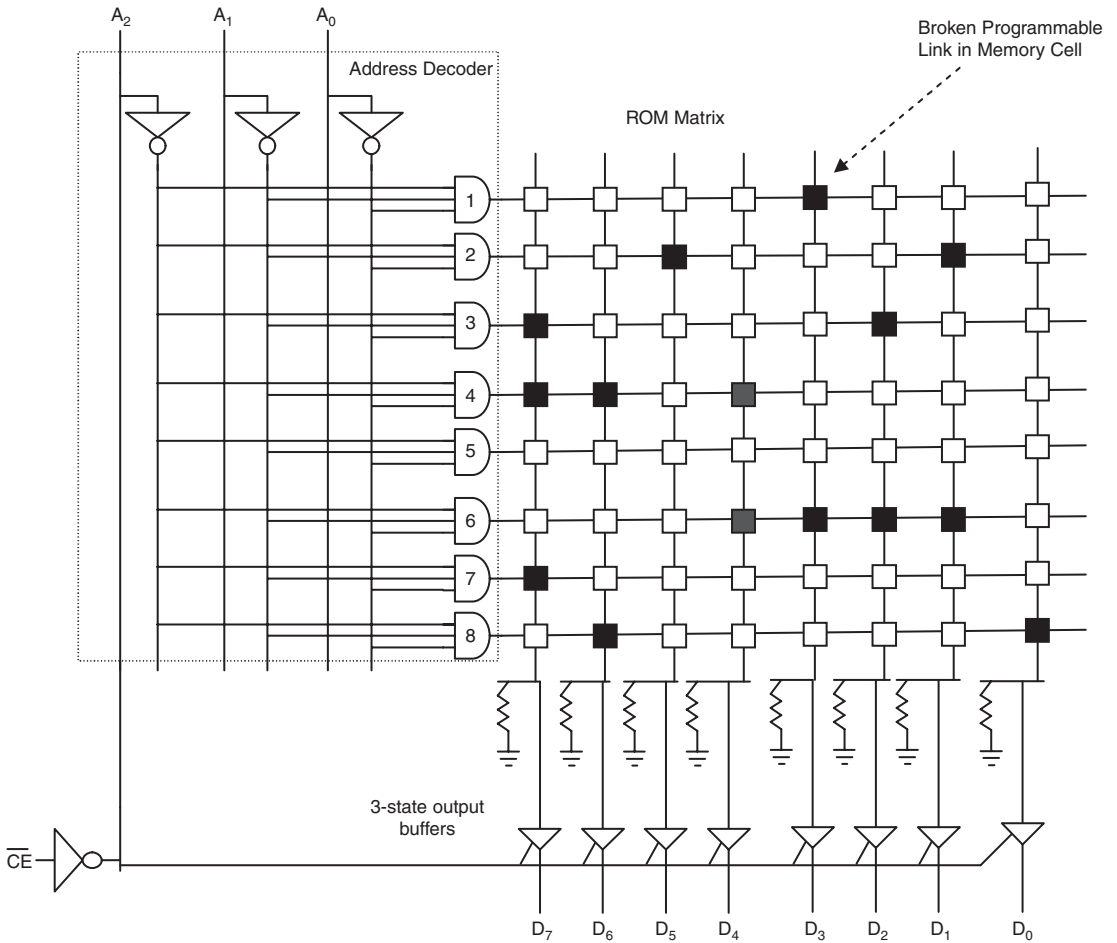 A₂ A₁ A₀
Broken Programmable
Link in Memory Cell
Address Decoder
ROM Matrix
1
2
3
4
5
6
7
8
3-state output
buffers
C̅E̅
D₇ D₆ D₅ D₄ D₃ D₂ D₁ D₀